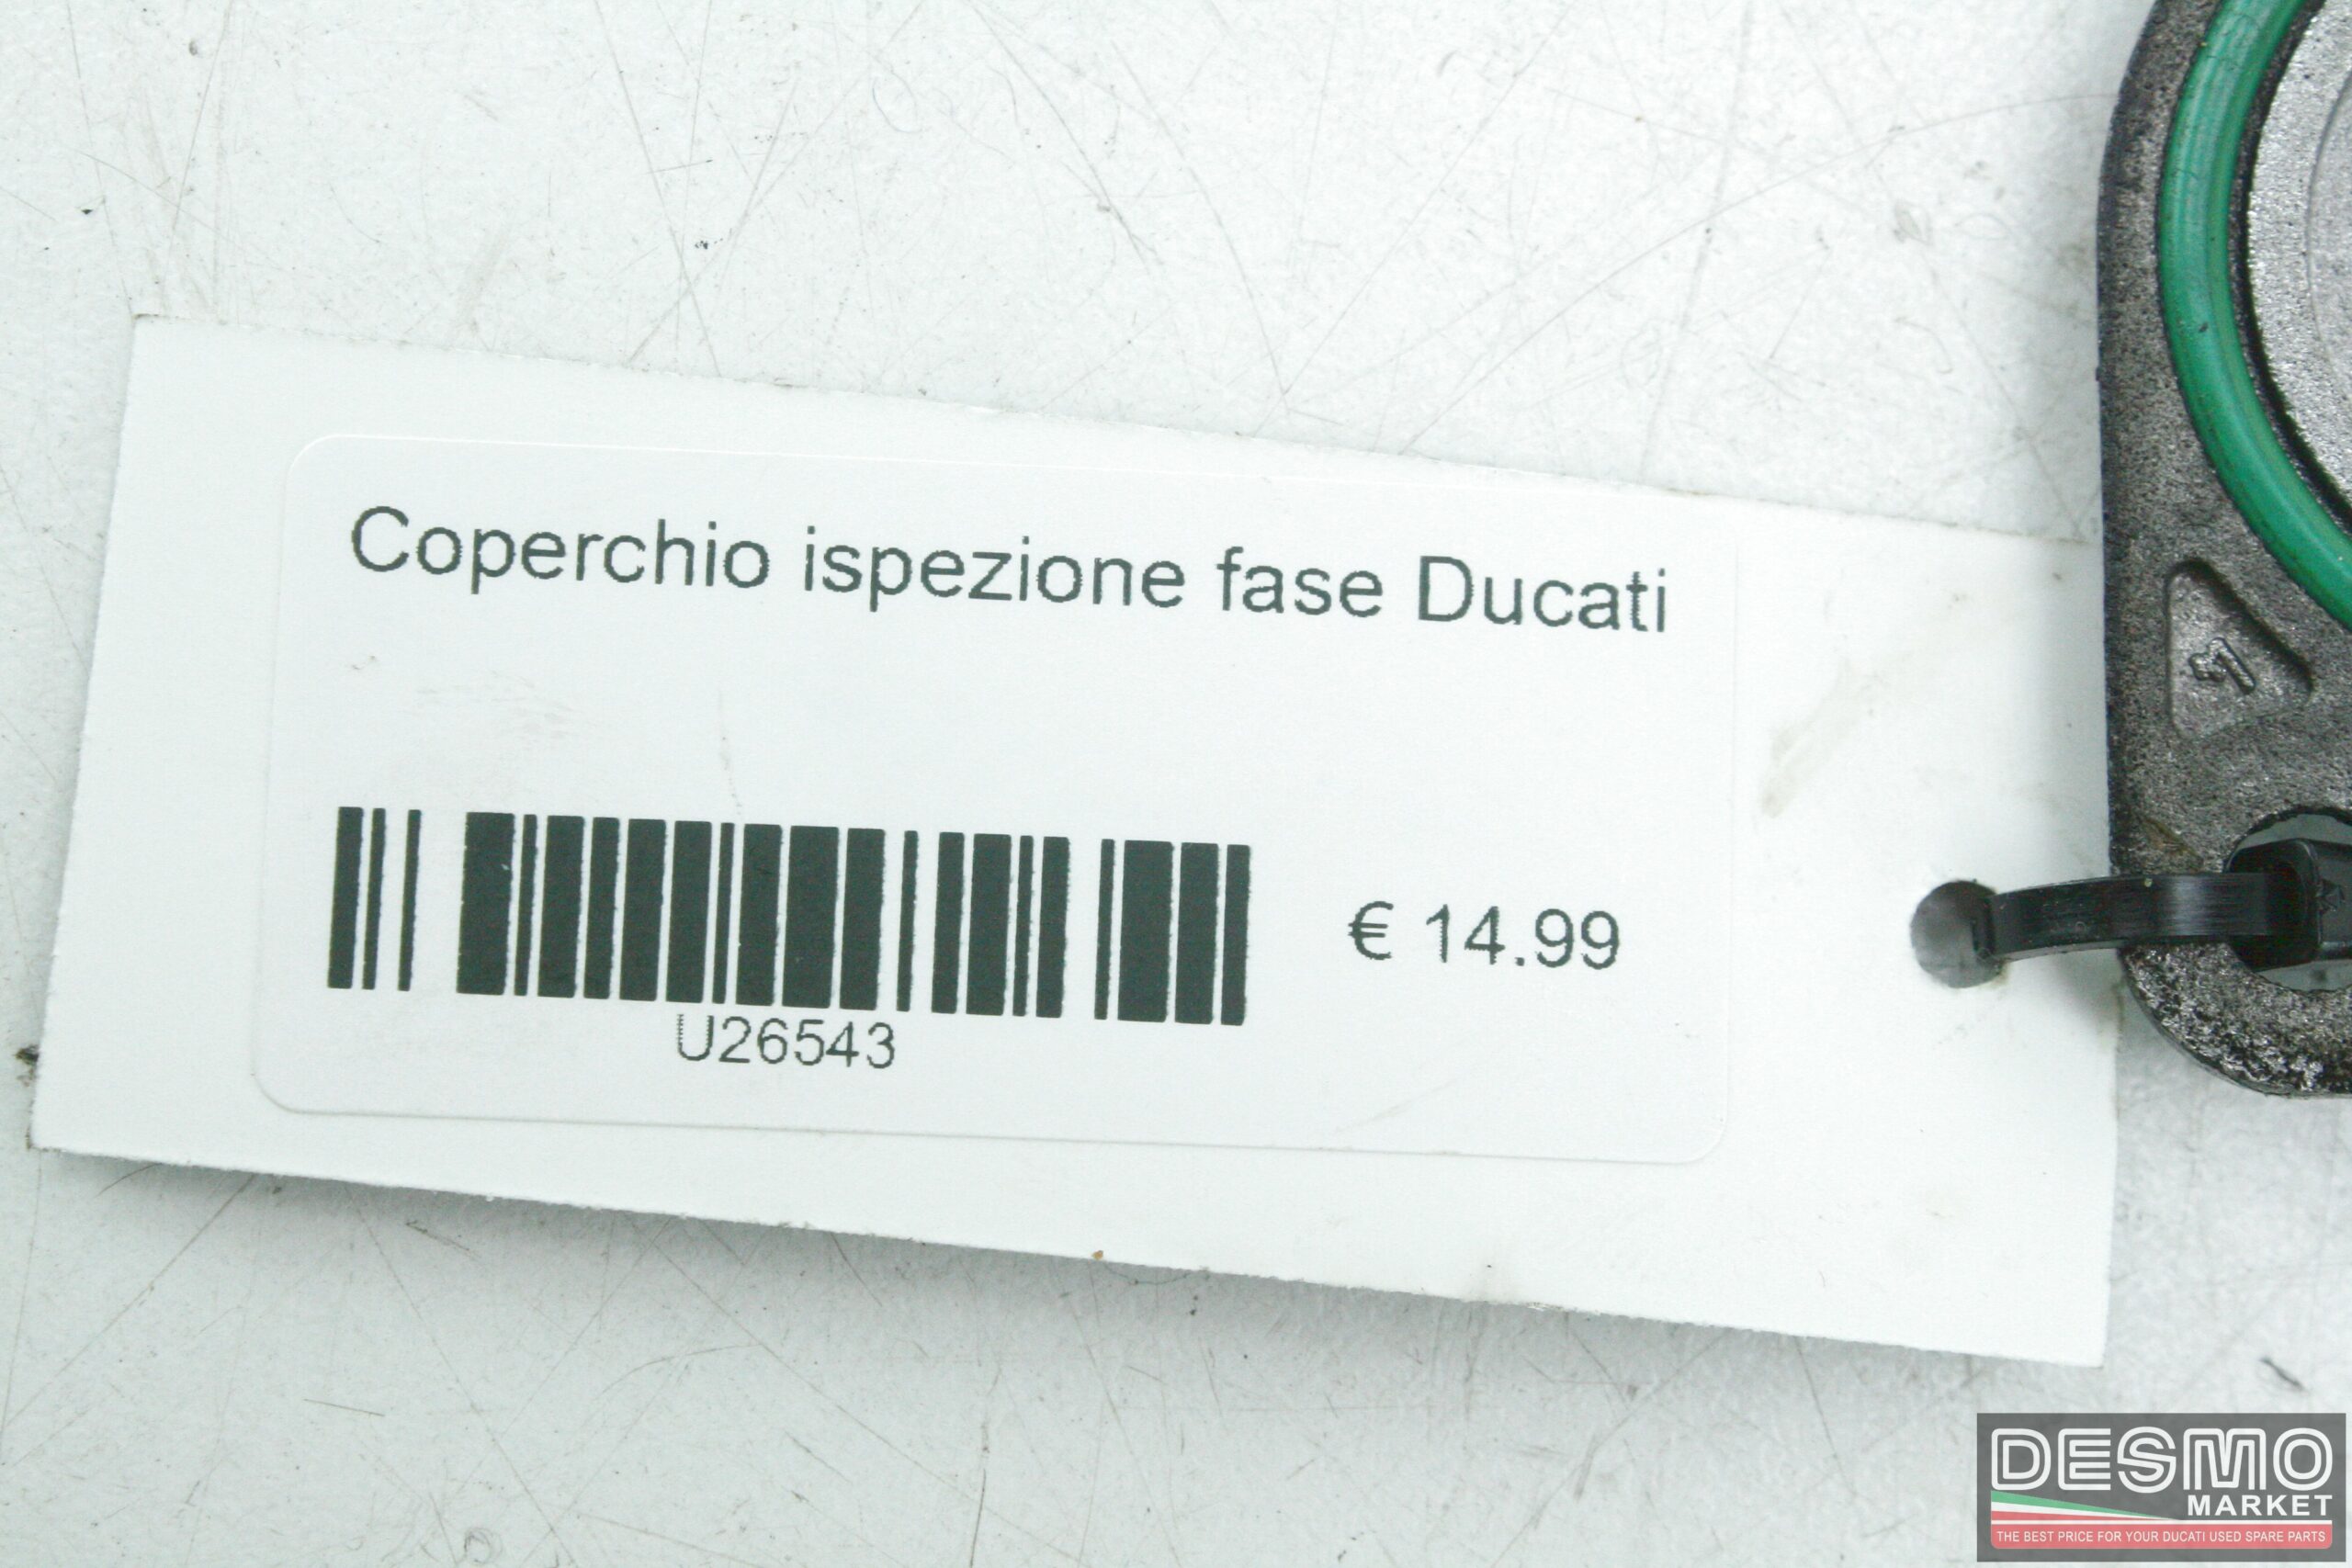 Coperchio ispezione fase Ducati
€ 14.99
U26543
DESMO
MARKET
THE BEST PRICE FOR YOUR DUCATI USED SPARE PARTS